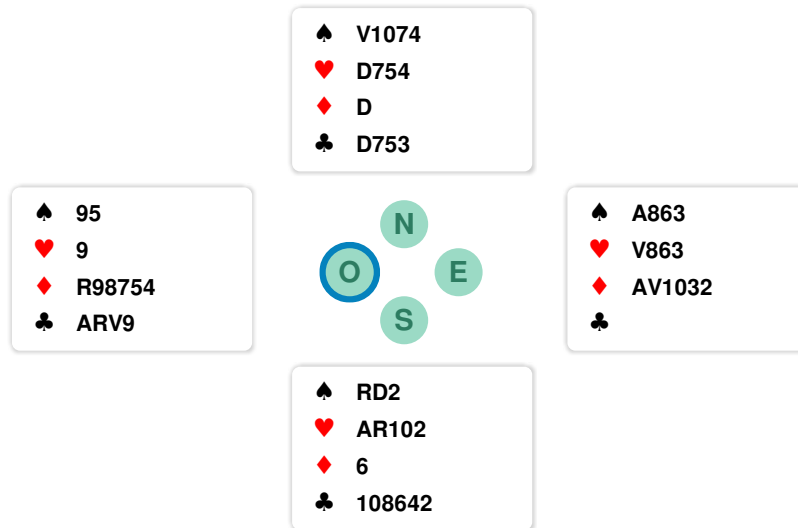 ♠ V1074
♥ D754
♦ D
♣ D753
♠ 95
♥ 9
♦ R98754
♣ ARV9
N
O E
S
♠ A863
♥ V863
♦ AV1032
♣
♠ RD2
♥ AR102
♦ 6
♣ 108642